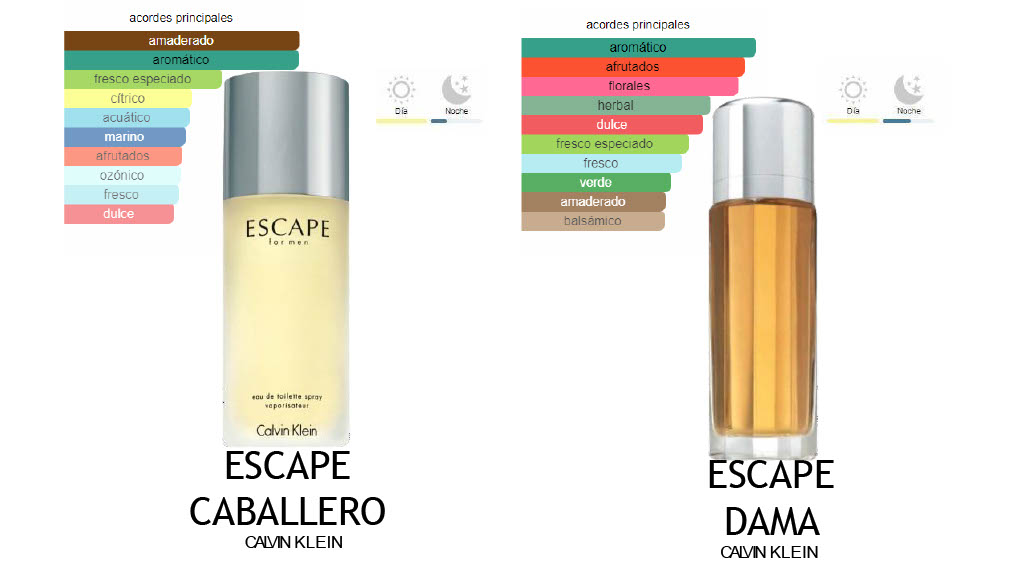 acordes principales
amaderado
aromático
fresco especiado
cítrico
acuático
marino
afrutados
ozónico
fresco
dulce
Día
Noche
ESCAPE
for men
eau de toilette spray
vaporisateur
Calvin Klein
ESCAPE
CABALLERO
CALVIN KLEIN
acordes principales
aromático
afrutados
florales
herbal
dulce
fresco especiado
fresco
verde
amaderado
balsámico
Día
Noche
ESCAPE
DAMA
CALVIN KLEIN